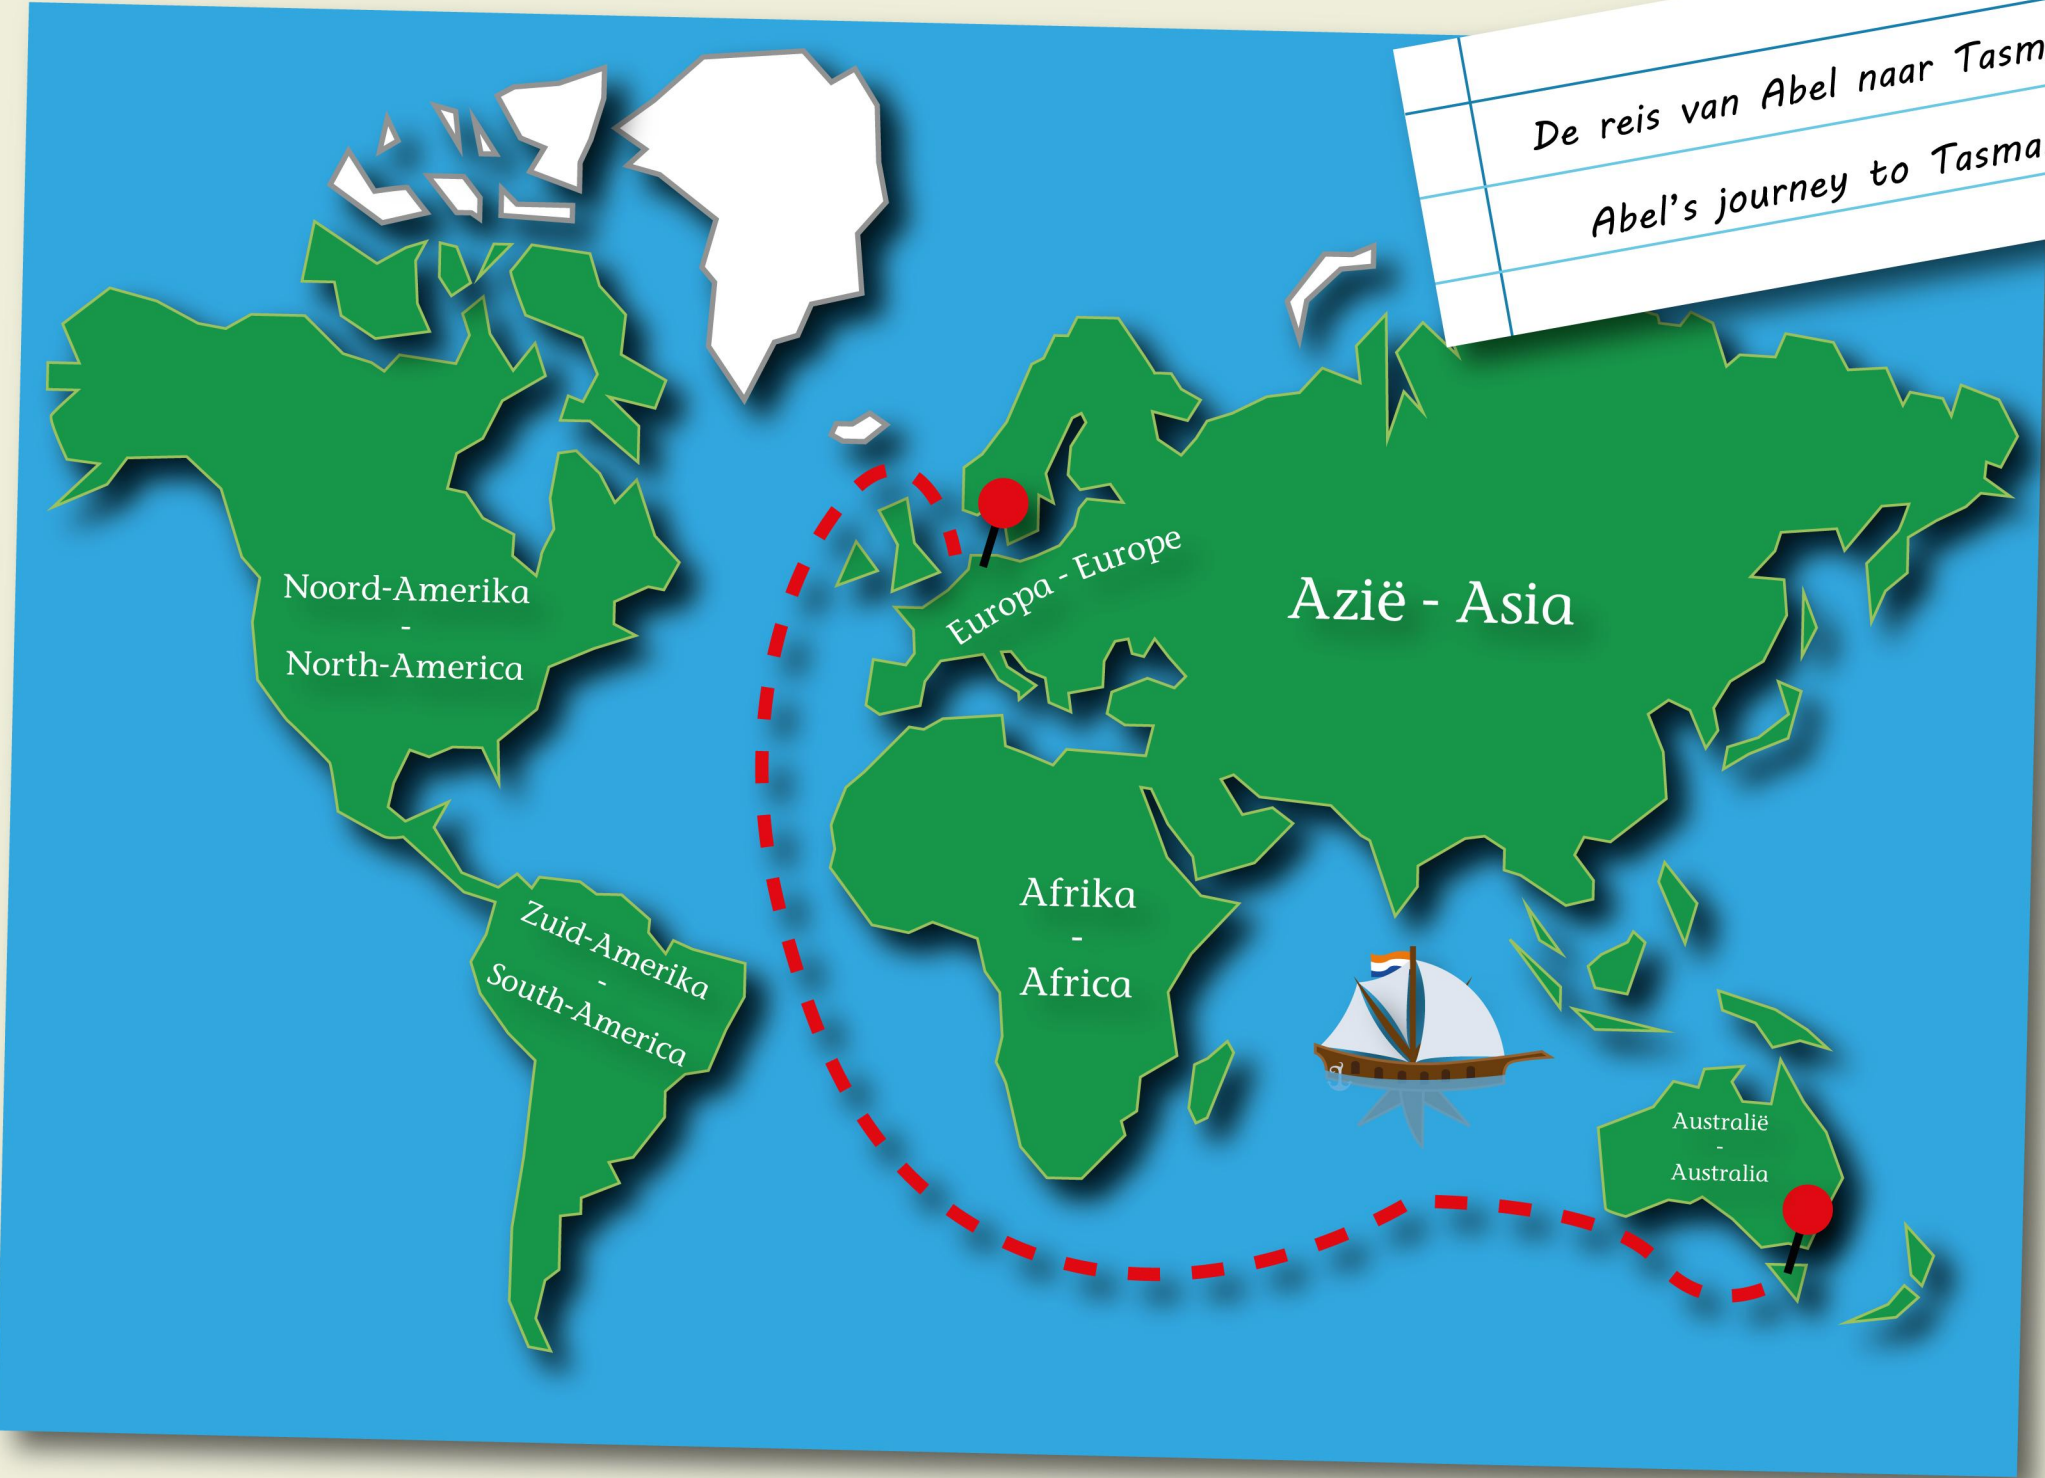 De reis van Abel naar Tasm
Abel's journey to Tasma
Noord-Amerika
-
North-America
Europa - Europe
Azië - Asia
Zuid-Amerika
-
South-America
Afrika
-
Africa
Australië
-
Australia